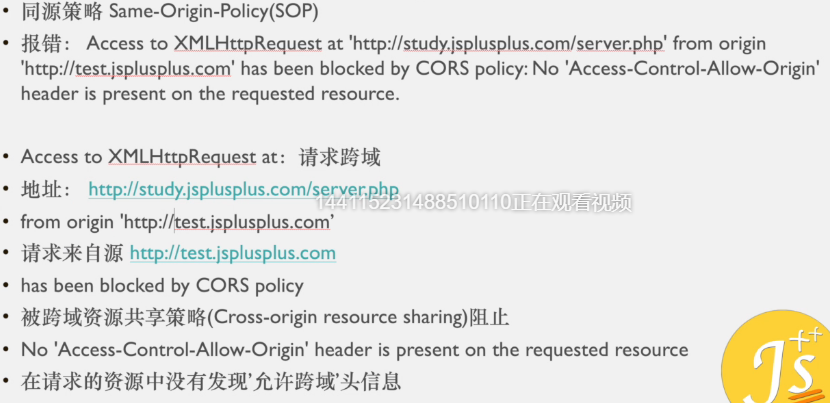 • 同源策略 Same-Origin-Policy(SOP)
• 报错： Access to XMLHttpRequest at 'http://study.jsplusplus.com/server.php' from origin
'http://test.jsplusplus.com' has been blocked by CORS policy: No 'Access-Control-Allow-Origin'
header is present on the requested resource.
• Access to XMLHttpRequest at：请求跨域
• 地址： http://study.jsplusplus.com/server.php
144115231488510110正在观看视频
• from origin 'http://test.jsplusplus.com’
• 请求来自源 http://test.jsplusplus.com
• has been blocked by CORS policy
• 被跨域资源共享策略(Cross-origin resource sharing)阻止
• No 'Access-Control-Allow-Origin' header is present on the requested resource
• 在请求的资源中没有发现’允许跨域’头信息
Js++